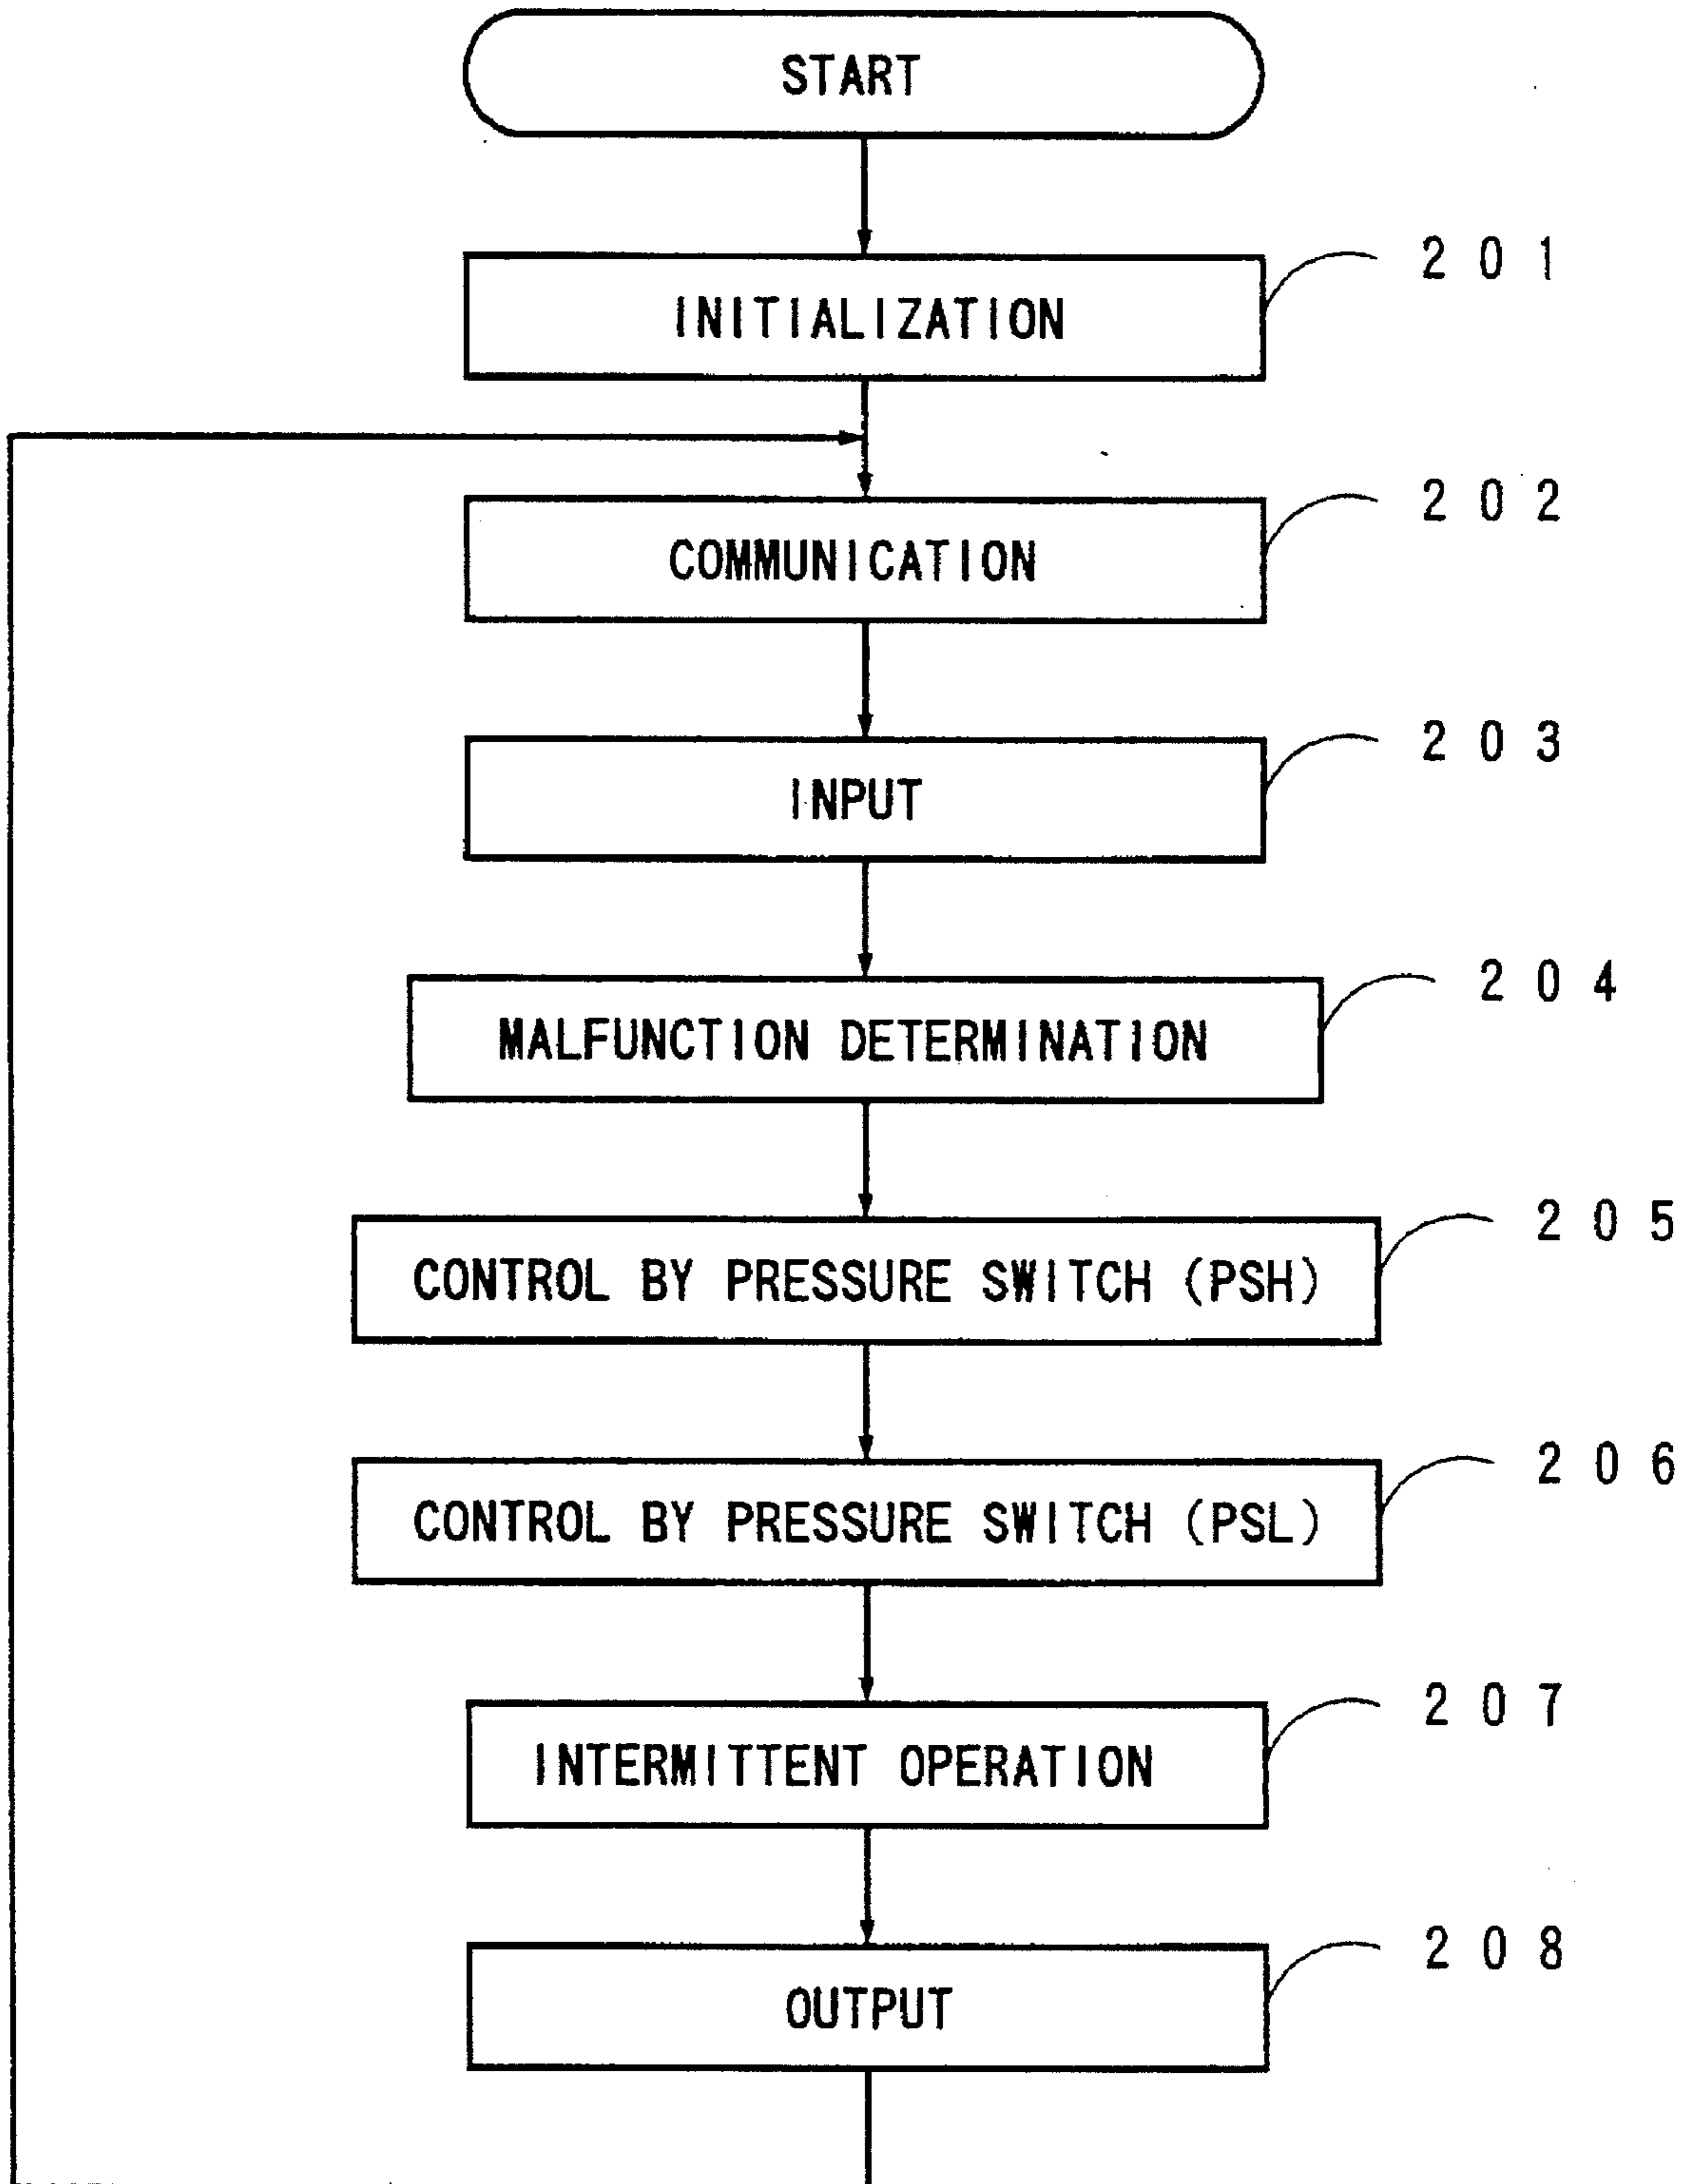 START
201
INITIALIZATION
202
COMMUNICATION
203
INPUT
204
MALFUNCTION DETERMINATION
205
CONTROL BY PRESSURE SWITCH (PSH)
206
CONTROL BY PRESSURE SWITCH (PSL)
207
INTERMITTENT OPERATION
208
OUTPUT